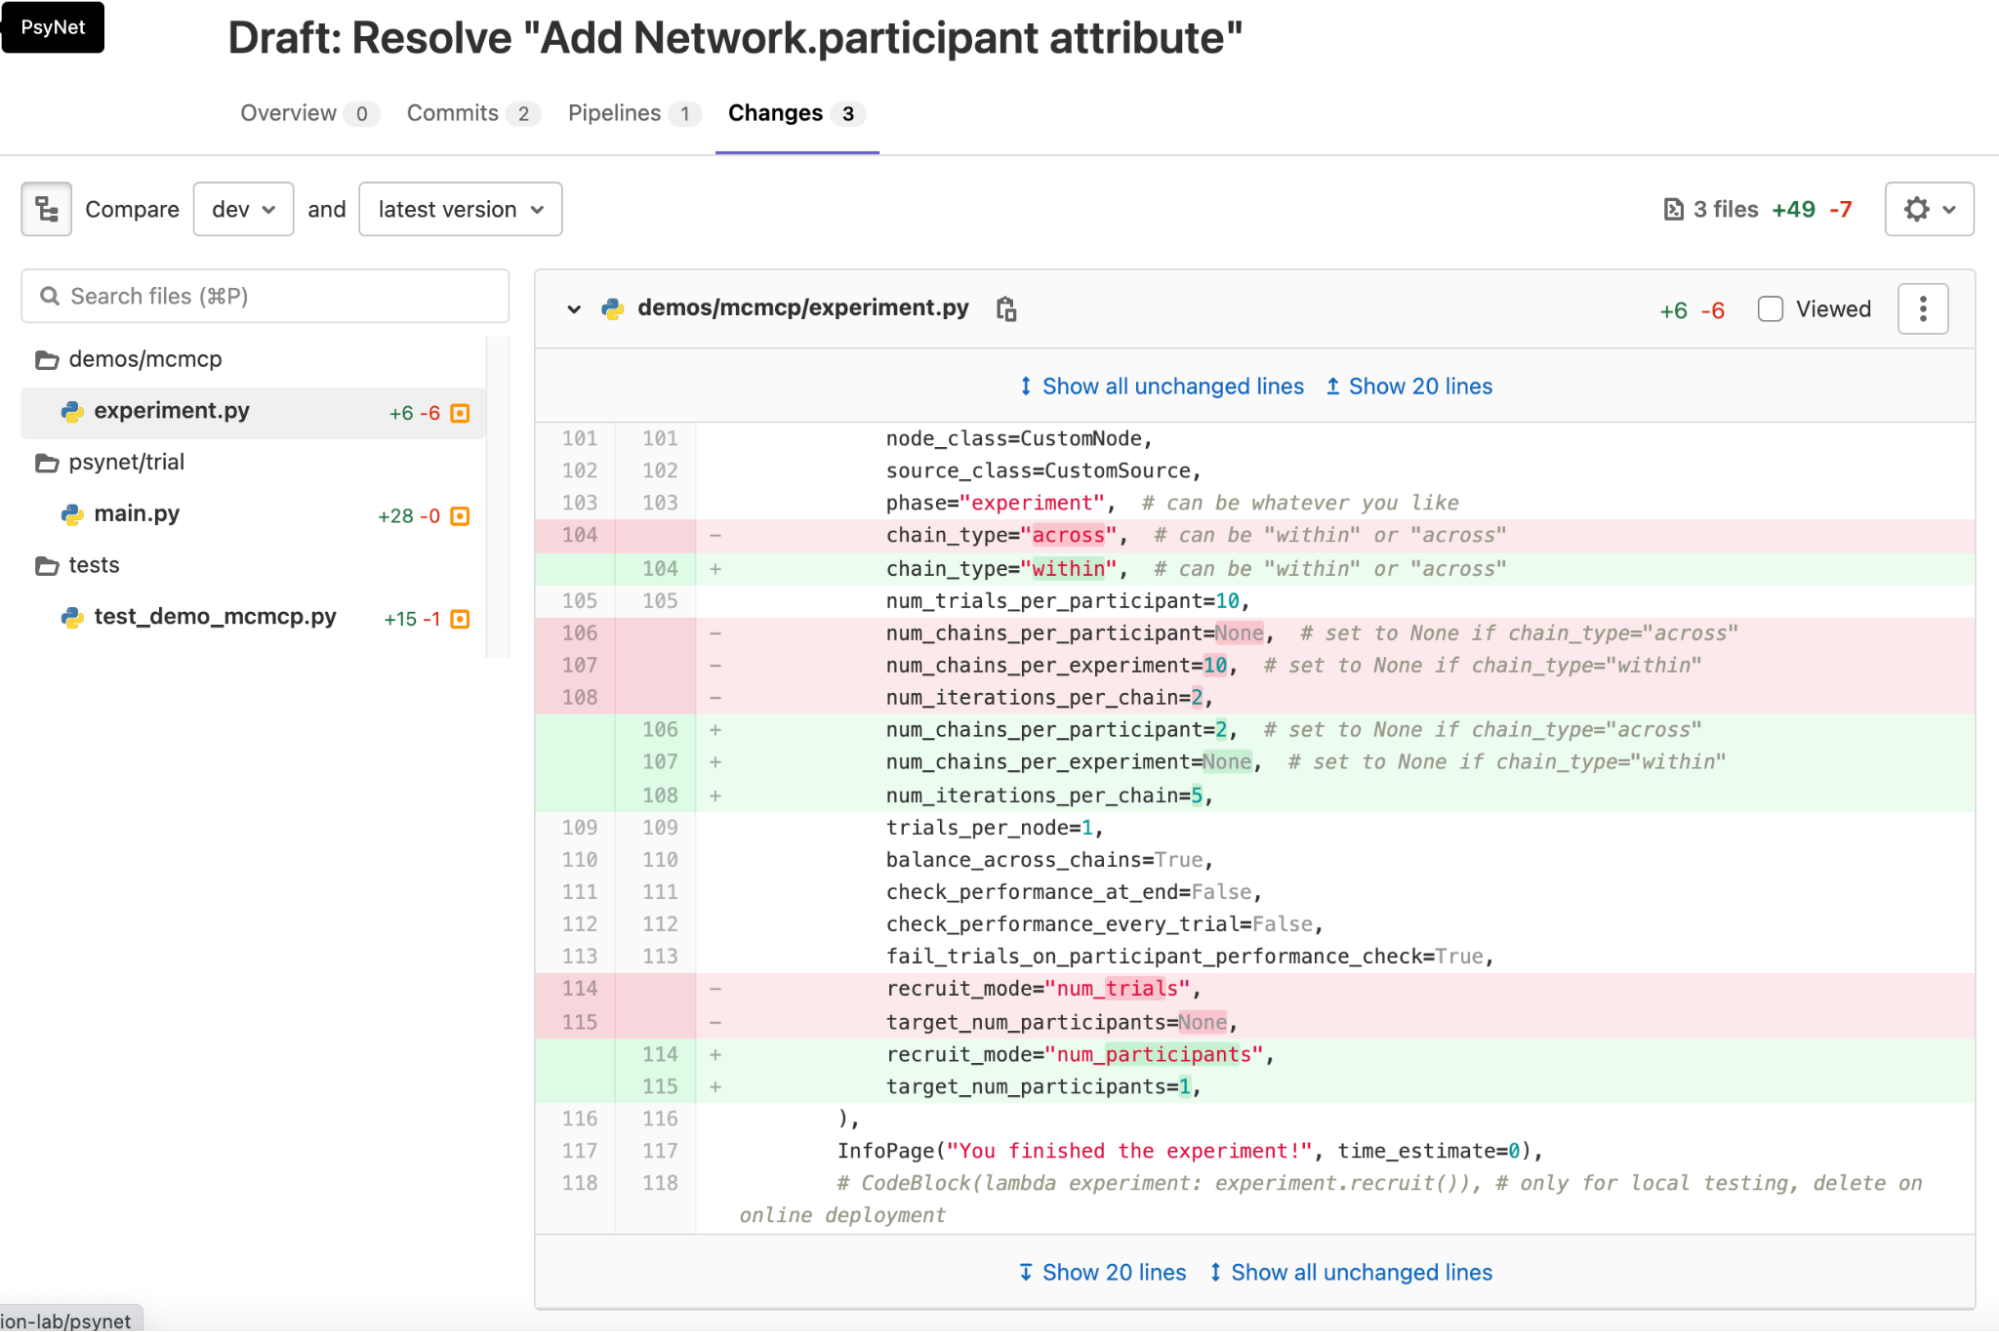 PsyNet
Draft: Resolve "Add Network.participant attribute"
Overview 0 Commits 2 Pipelines 1 Changes 3
Compare dev and latest version 3 files +49 -7
Search files (⌘P)
demos/mcmcp
experiment.py +6 -6
psynet/trial
main.py +28 -0
tests
test_demo_mcmcp.py +15 -1
demos/mcmcp/experiment.py +6 -6 Viewed
Show all unchanged lines Show 20 lines
101 101 node_class=CustomNode,
102 102 source_class=CustomSource,
103 103 phase="experiment", # can be whatever you like
104 - chain_type="across", # can be "within" or "across"
104 + chain_type="within", # can be "within" or "across"
105 105 num_trials_per_participant=10,
106 - num_chains_per_participant=None, # set to None if chain_type="across"
107 - num_chains_per_experiment=10, # set to None if chain_type="within"
108 - num_iterations_per_chain=2,
106 + num_chains_per_participant=2, # set to None if chain_type="across"
107 + num_chains_per_experiment=None, # set to None if chain_type="within"
108 + num_iterations_per_chain=5,
109 109 trials_per_node=1,
110 110 balance_across_chains=True,
111 111 check_performance_at_end=False,
112 112 check_performance_every_trial=False,
113 113 fail_trials_on_participant_performance_check=True,
114 - recruit_mode="num_trials",
115 - target_num_participants=None,
114 + recruit_mode="num_participants",
115 + target_num_participants=1,
116 116 ),
117 117 InfoPage("You finished the experiment!", time_estimate=0),
118 118 # CodeBlock(lambda experiment: experiment.recruit()), # only for local testing, delete on
online deployment
Show 20 lines Show all unchanged lines
ion-lab/psynet